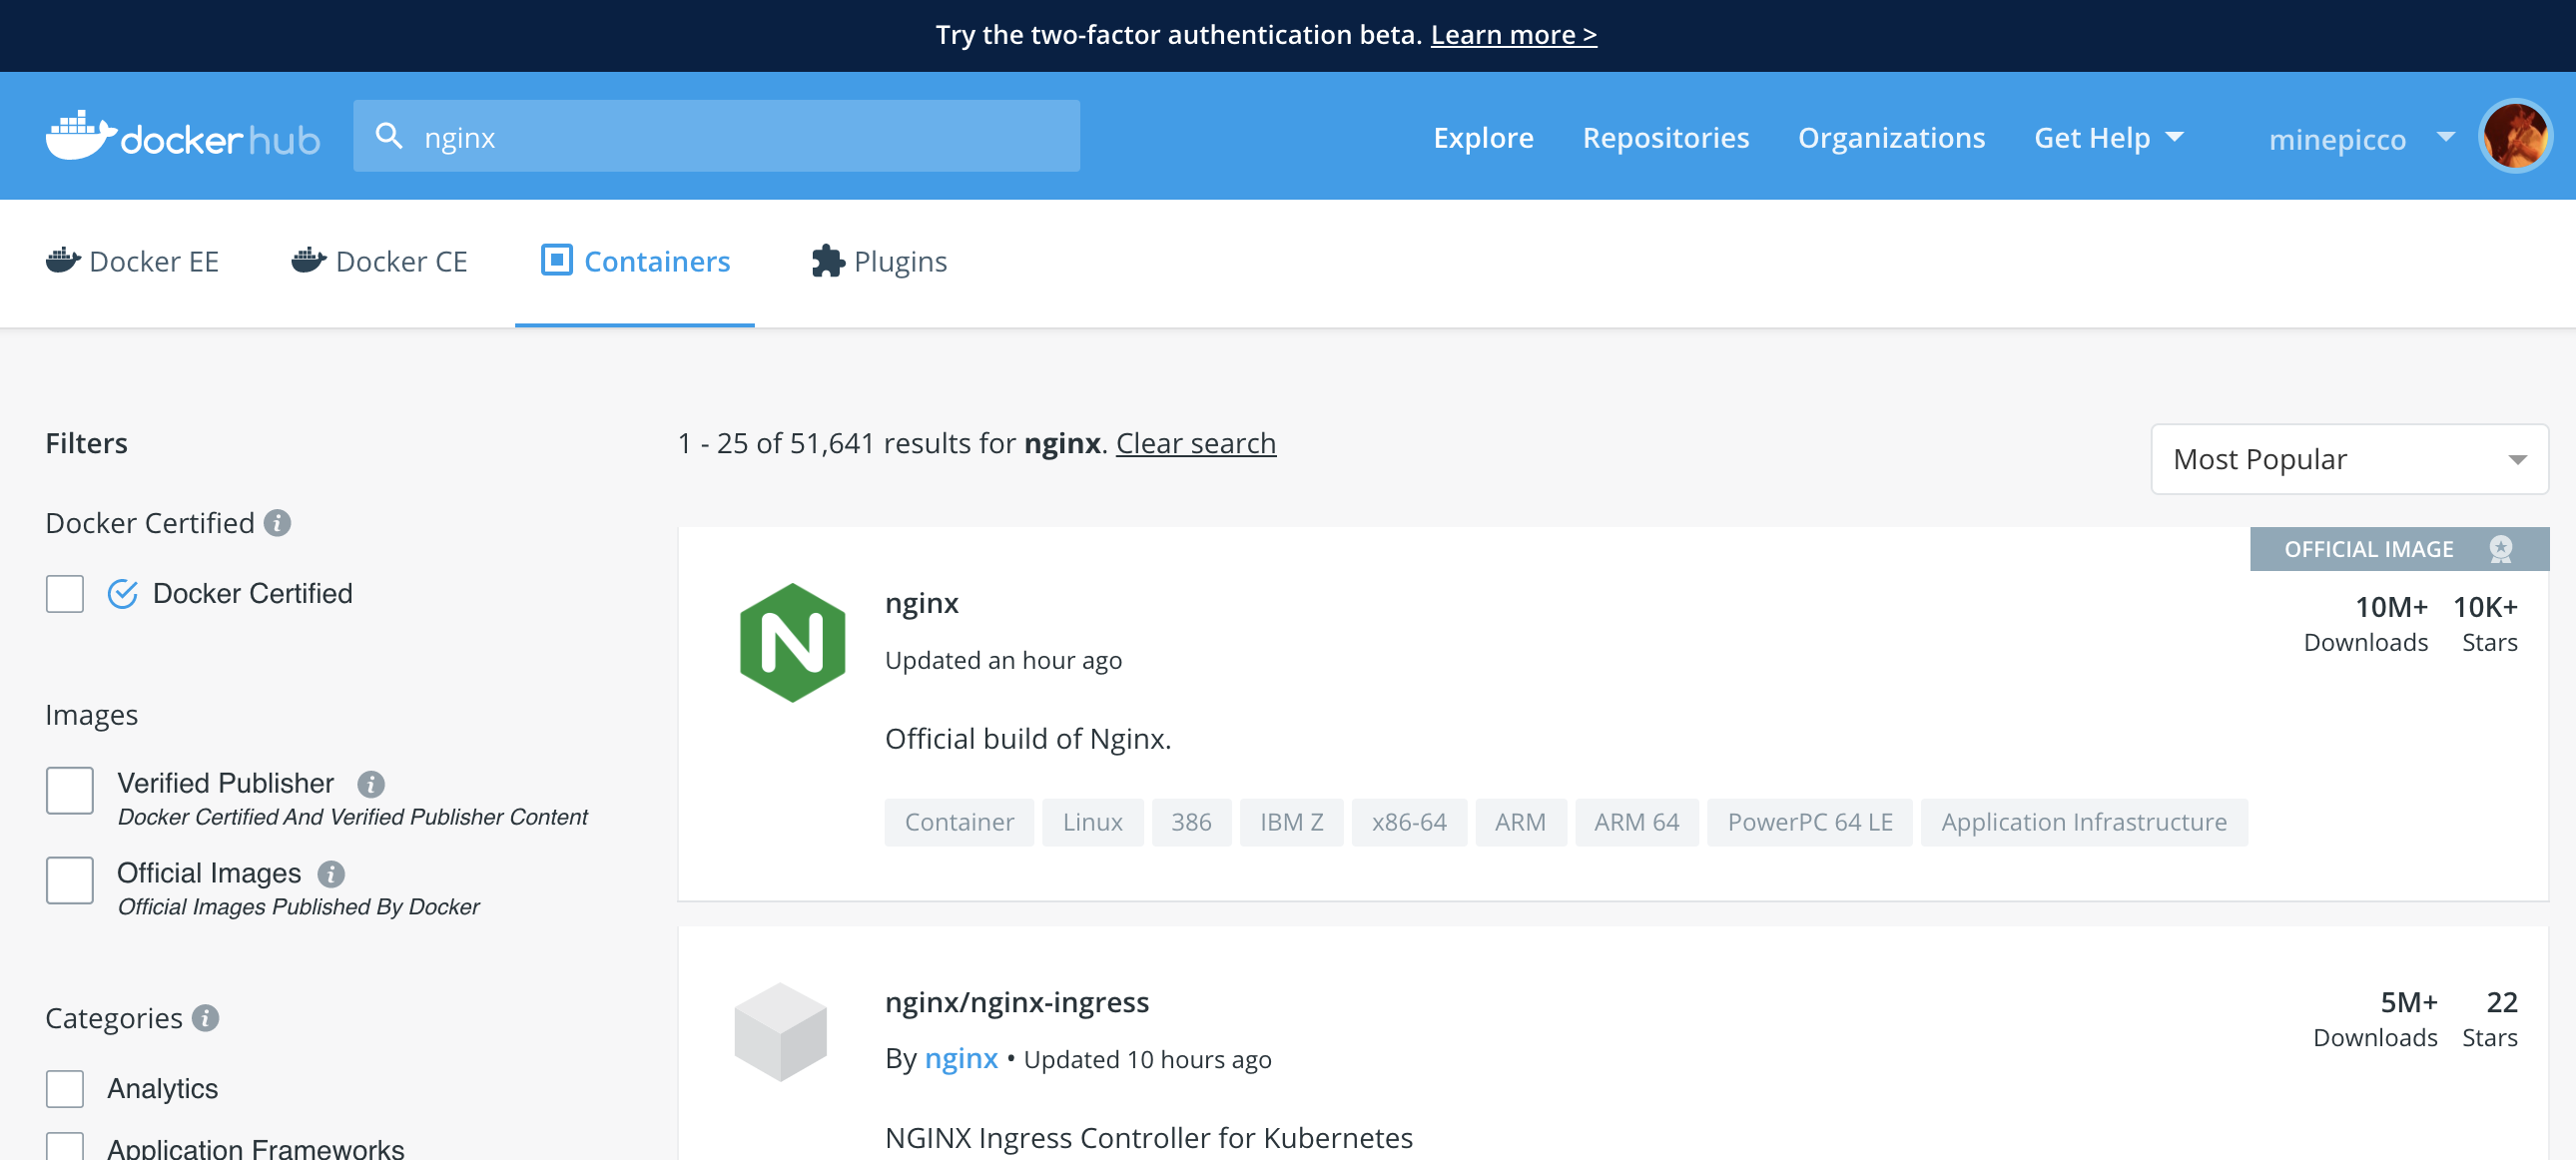 Try the two-factor authentication beta. Learn more >
docker hub
nginx
Explore Repositories Organizations Get Help minepicco
Docker EE Docker CE Containers Plugins
Filters
1 - 25 of 51,641 results for nginx. Clear search
Most Popular
Docker Certified
Docker Certified
Images
Verified Publisher
Docker Certified And Verified Publisher Content
Official Images
Official Images Published By Docker
Categories
Analytics
Application Frameworks
OFFICIAL IMAGE
N
nginx
10M+ 10K+
Downloads Stars
Updated an hour ago
Official build of Nginx.
Container Linux 386 IBM Z x86-64 ARM ARM 64 PowerPC 64 LE Application Infrastructure
nginx/nginx-ingress
5M+ 22
Downloads Stars
By nginx • Updated 10 hours ago
NGINX Ingress Controller for Kubernetes